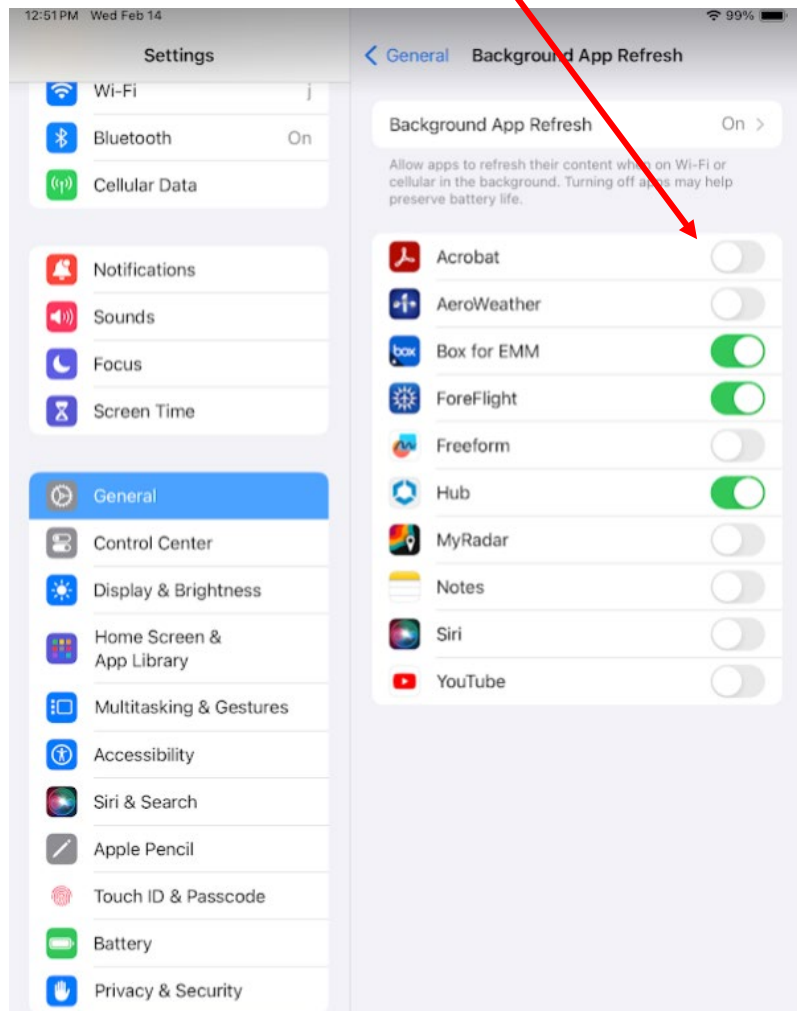 12:51 PM Wed Feb 14
99%
Settings
Wi-Fi j
Bluetooth On
Cellular Data
Notifications
Sounds
Focus
Screen Time
General
Control Center
Display & Brightness
Home Screen &
App Library
Multitasking & Gestures
Accessibility
Siri & Search
Apple Pencil
Touch ID & Passcode
Battery
Privacy & Security
General Background App Refresh
Background App Refresh On
Allow apps to refresh their content when on Wi-Fi or
cellular in the background. Turning off apps may help
preserve battery life.
Acrobat
AeroWeather
box
Box for EMM
ForeFlight
Freeform
Hub
MyRadar
Notes
Siri
YouTube